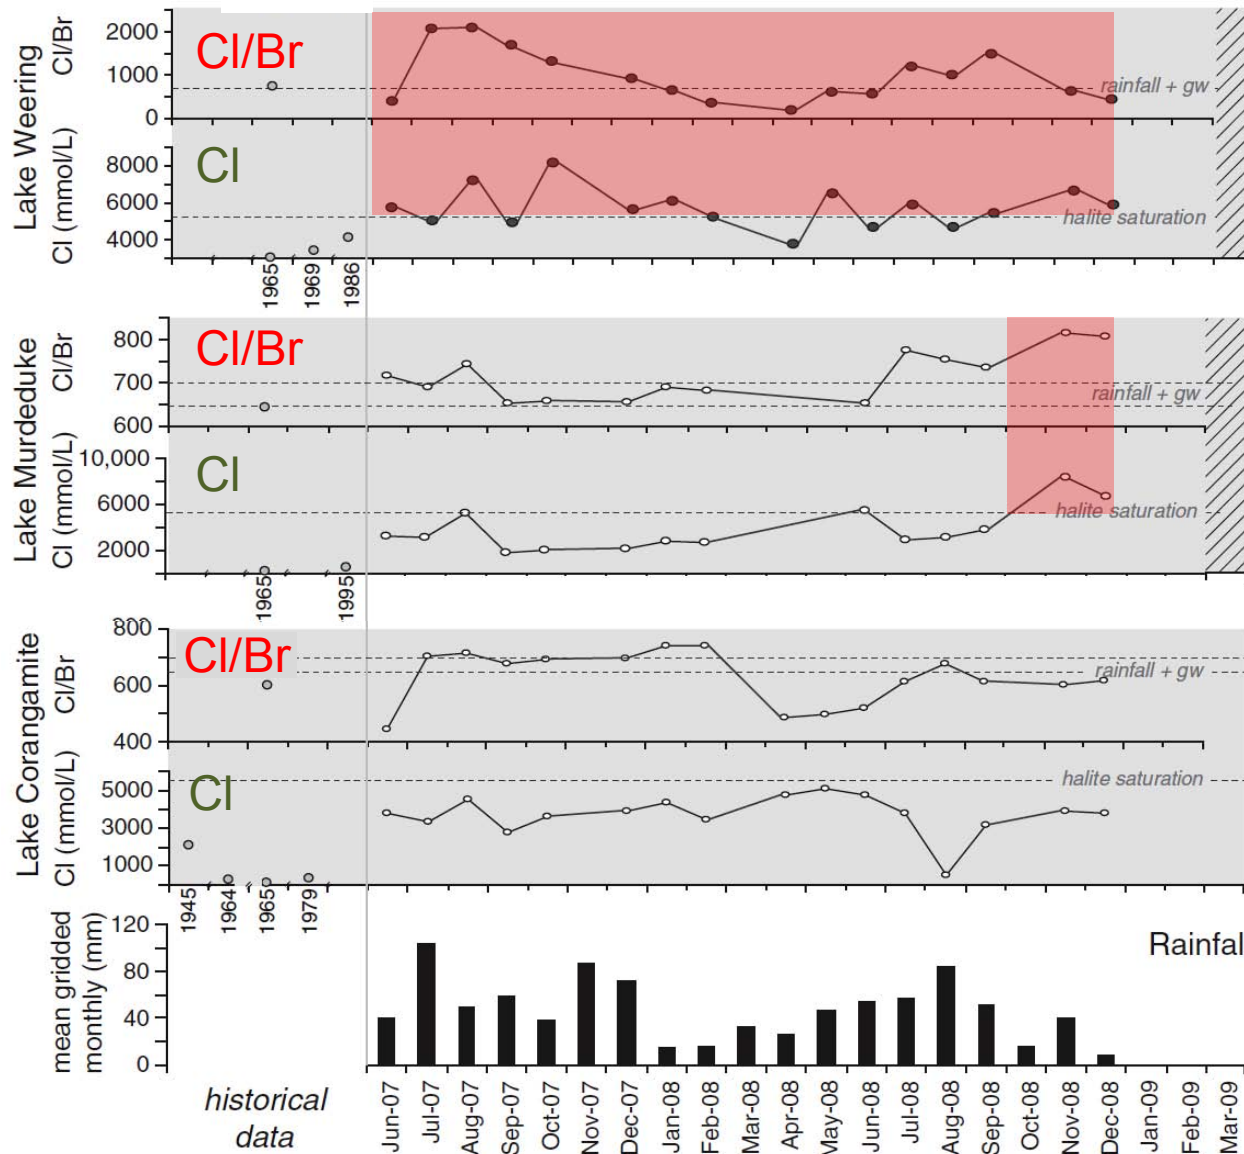 Lake Weering
Cl/Br
2000
1000
0
Cl/Br
rainfall + gw
Cl (mmol/L)
8000
6000
4000
Cl
halite saturation
1965
1969
1986
Lake Murdeduke
Cl/Br
800
700
600
Cl/Br
rainfall + gw
Cl (mmol/L)
10,000
6000
2000
Cl
halite saturation
1965
1995
Lake Corangamite
Cl/Br
800
600
400
Cl/Br
rainfall + gw
Cl (mmol/L)
5000
3000
1000
Cl
halite saturation
1945
1964
1965
1979
mean gridded
monthly (mm)
120
80
40
0
Rainfal
historical
data
Jun-07
Jul-07
Aug-07
Sep-07
Oct-07
Nov-07
Dec-07
Jan-08
Feb-08
Mar-08
Apr-08
May-08
Jun-08
Jul-08
Aug-08
Sep-08
Oct-08
Nov-08
Dec-08
Jan-09
Feb-09
Mar-09